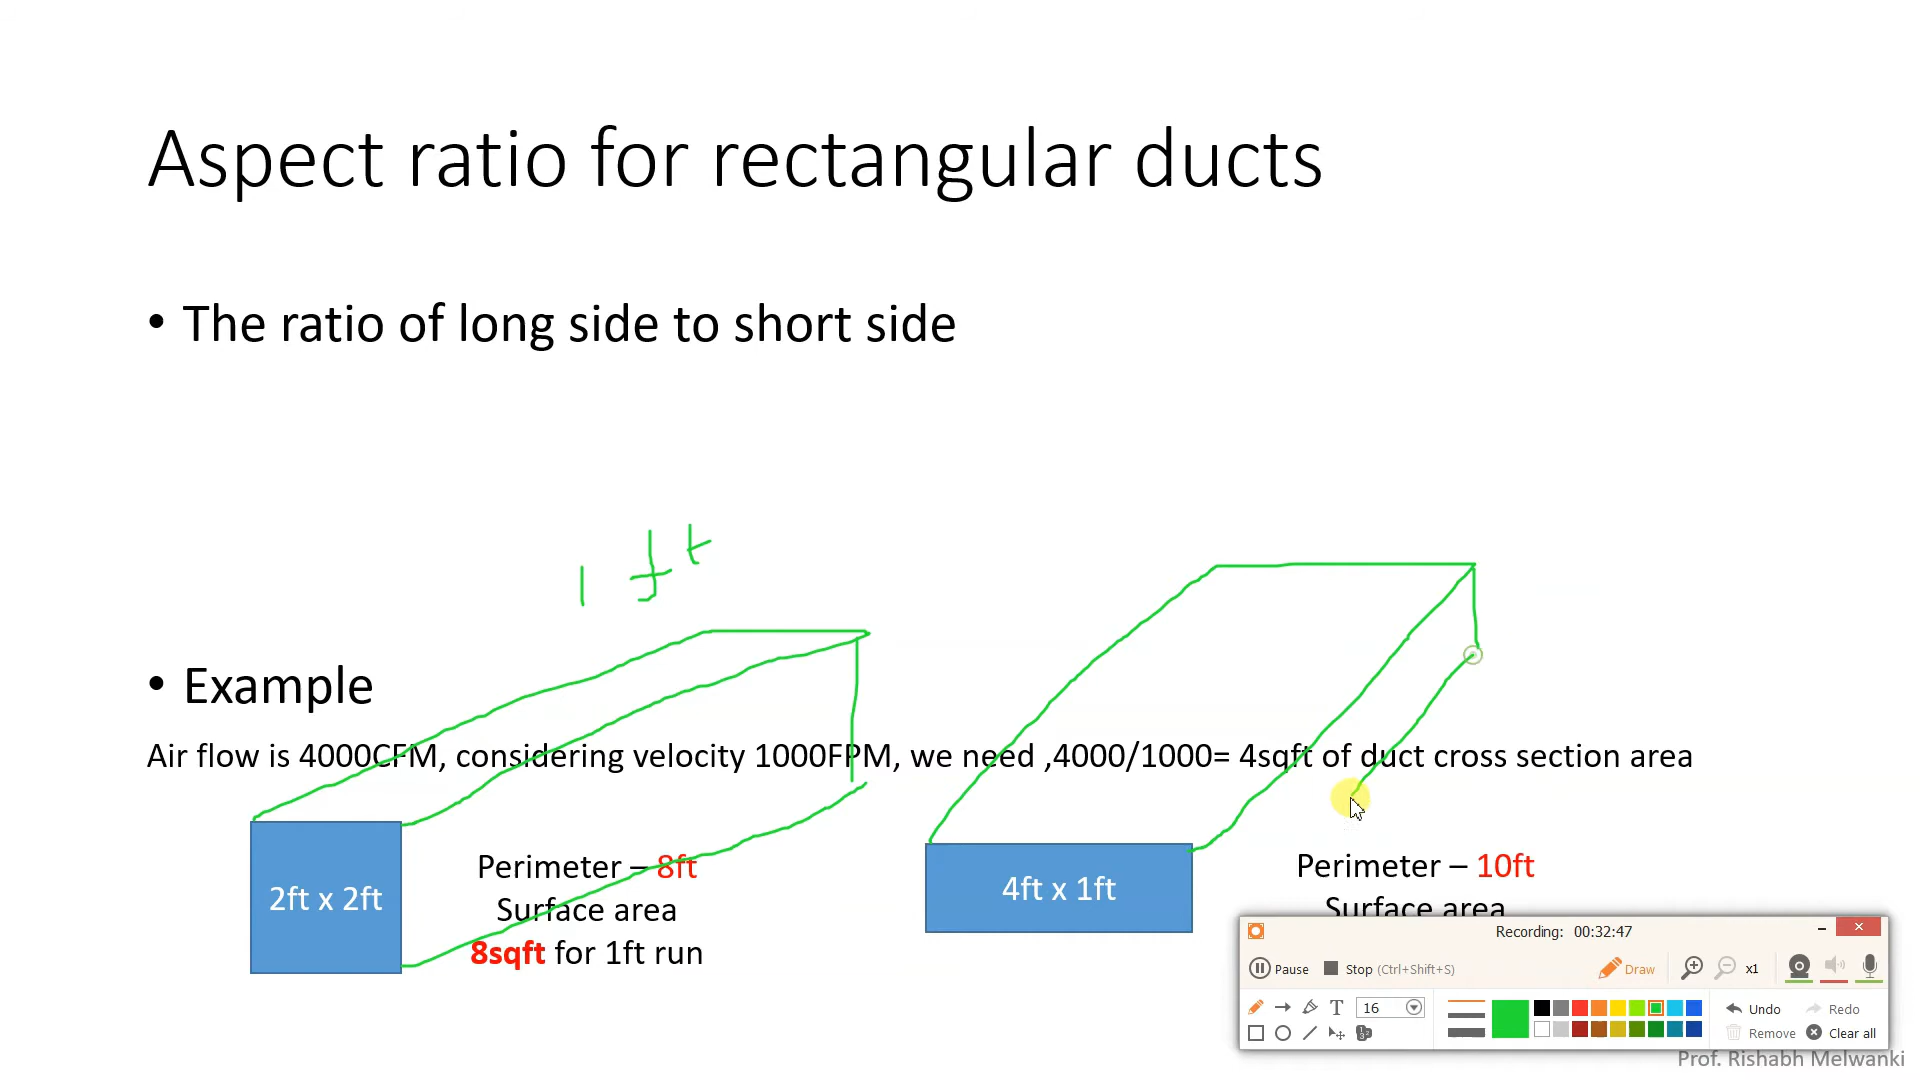 Aspect ratio for rectangular ducts
• The ratio of long side to short side
1 ft
• Example
Air flow is 4000CFM, considering velocity 1000FPM, we need ,4000/1000= 4sqft of duct cross section area
2ft x 2ft
Perimeter – 8ft
Surface area
8sqft for 1ft run
4ft x 1ft
Perimeter – 10ft
Surface area
Recording: 00:32:47
Pause Stop (Ctrl+Shift+S) Draw x1
T 16 Undo Redo
Remove Clear all
Prof. Rishabh Melwanki